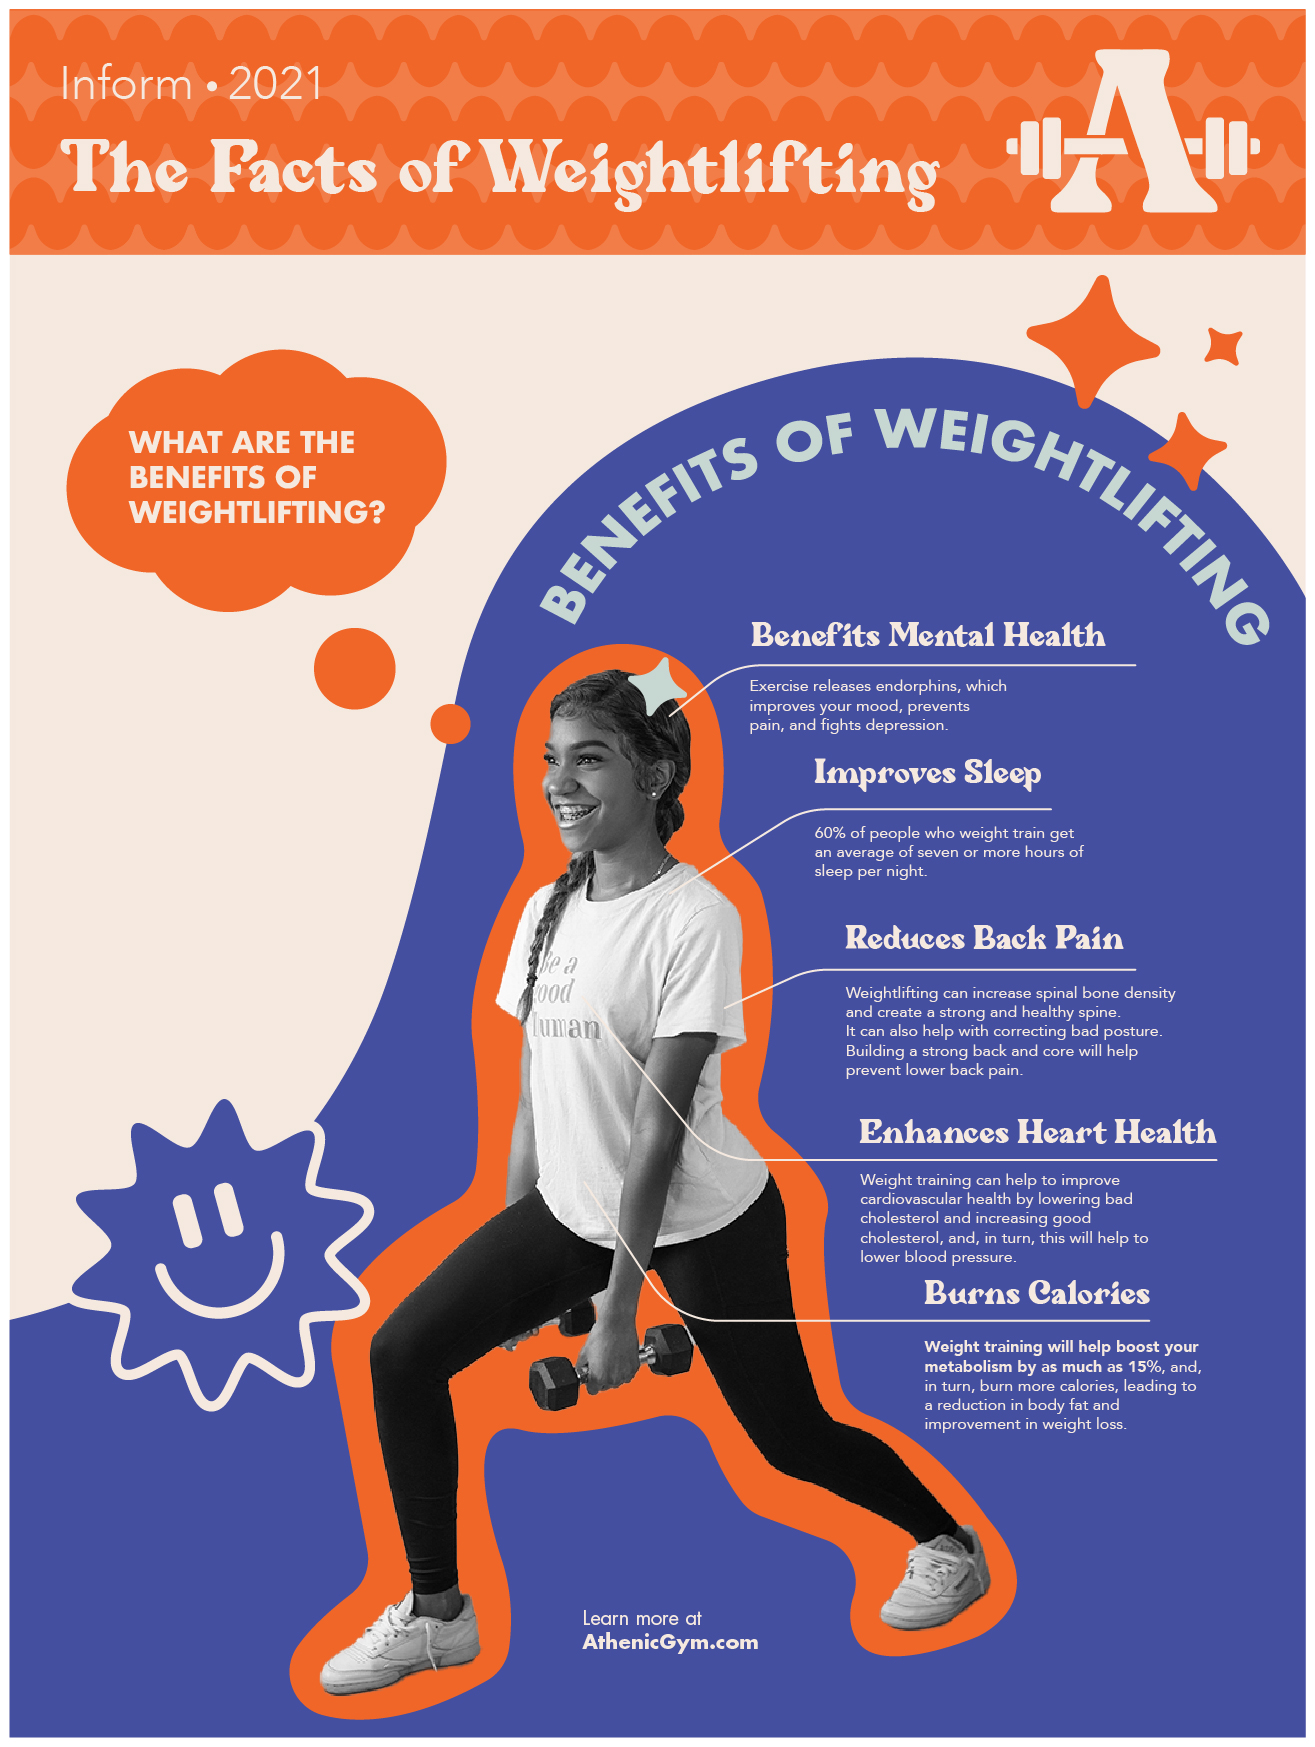 Inform • 2021
The Facts of Weightlifting
A
WHAT ARE THE
BENEFITS OF
WEIGHTLIFTING?
BENEFITS OF WEIGHTLIFTING
Benefits Mental Health
Exercise releases endorphins, which
improves your mood, prevents
pain, and fights depression.
Improves Sleep
60% of people who weight train get
an average of seven or more hours of
sleep per night.
Be a
good
Human
Reduces Back Pain
Weightlifting can increase spinal bone density
and create a strong and healthy spine.
It can also help with correcting bad posture.
Building a strong back and core will help
prevent lower back pain.
Enhances Heart Health
Weight training can help to improve
cardiovascular health by lowering bad
cholesterol and increasing good
cholesterol, and, in turn, this will help to
lower blood pressure.
Burns Calories
Weight training will help boost your
metabolism by as much as 15%, and,
in turn, burn more calories, leading to
a reduction in body fat and
improvement in weight loss.
Learn more at
AthenicGym.com